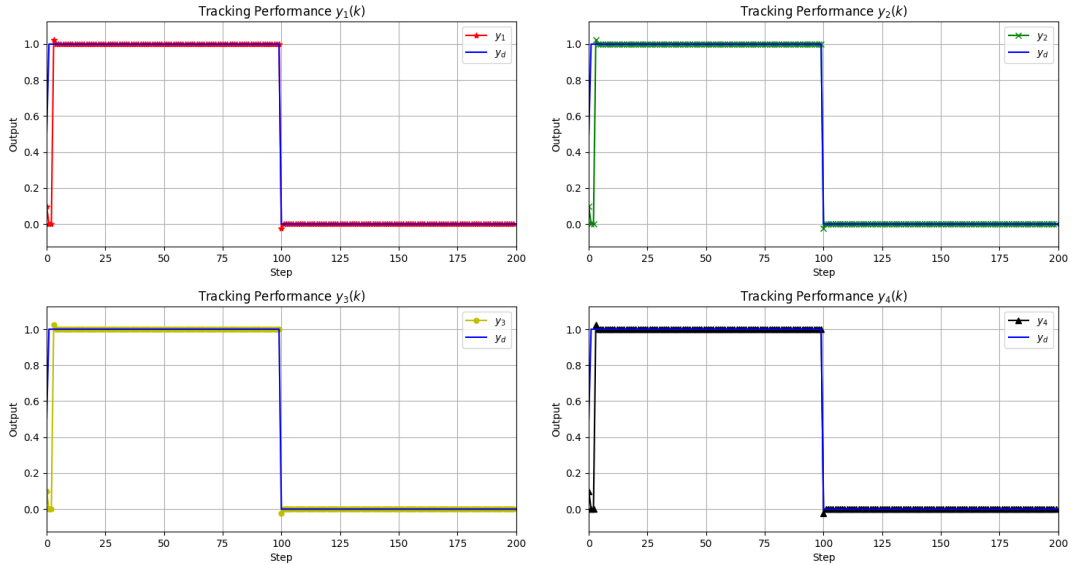 Tracking Performance y₁(k)
1.0
0.8
0.6
0.4
0.2
0.0
Output
y₁
y_d
0 25 50 75 100 125 150 175 200
Step
Tracking Performance y₂(k)
1.0
0.8
0.6
0.4
0.2
0.0
Output
y₂
y_d
0 25 50 75 100 125 150 175 200
Step
Tracking Performance y₃(k)
1.0
0.8
0.6
0.4
0.2
0.0
Output
y₃
y_d
0 25 50 75 100 125 150 175 200
Step
Tracking Performance y₄(k)
1.0
0.8
0.6
0.4
0.2
0.0
Output
y₄
y_d
0 25 50 75 100 125 150 175 200
Step